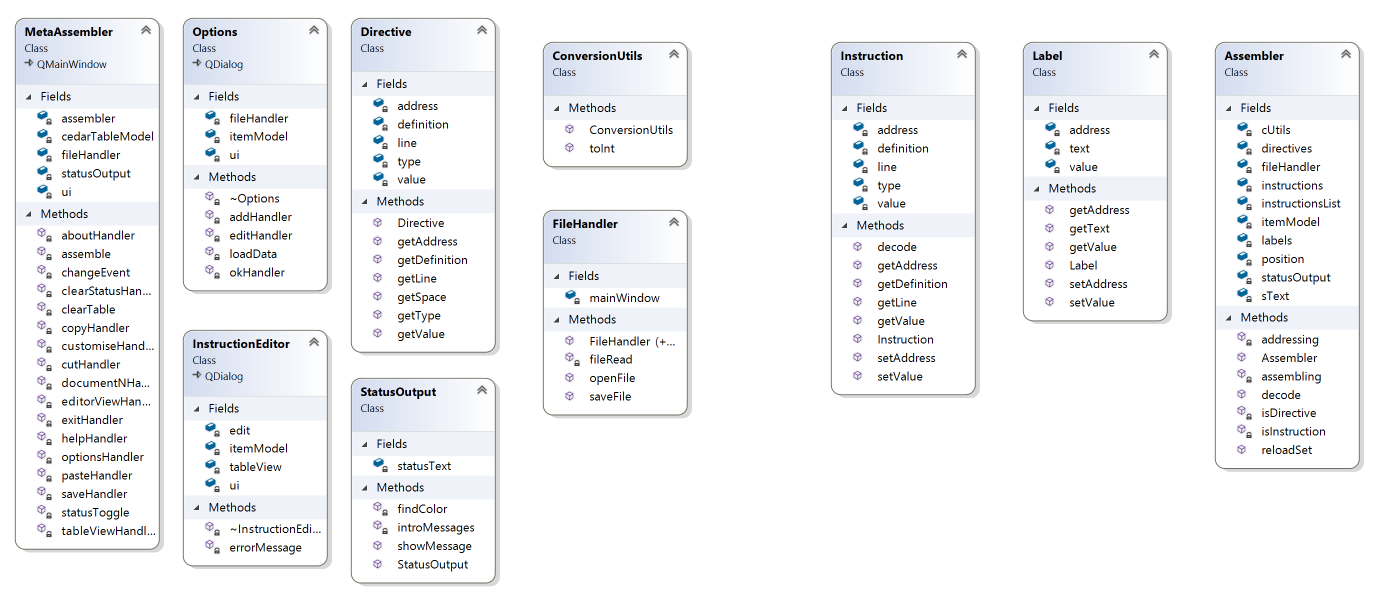 MetaAssembler
Class
QMainWindow
Fields
assembler
cedarTableModel
fileHandler
statusOutput
ui
Methods
aboutHandler
assemble
changeEvent
clearStatusHan...
clearTable
copyHandler
customiseHand...
cutHandler
documentNHa...
editorViewHan...
exitHandler
helpHandler
optionsHandler
pasteHandler
saveHandler
statusToggle
tableViewHandl...
Options
Class
QDialog
Fields
fileHandler
itemModel
ui
Methods
~Options
addHandler
editHandler
loadData
okHandler
InstructionEditor
Class
QDialog
Fields
edit
itemModel
tableView
ui
Methods
~InstructionEdi...
errorMessage
Directive
Class
Fields
address
definition
line
type
value
Methods
Directive
getAddress
getDefinition
getLine
getSpace
getType
getValue
StatusOutput
Class
Fields
statusText
Methods
findColor
introMessages
showMessage
StatusOutput
ConversionUtils
Class
Methods
ConversionUtils
toInt
FileHandler
Class
Fields
mainWindow
Methods
FileHandler (+...
fileRead
openFile
saveFile
Instruction
Class
Fields
address
definition
line
type
value
Methods
decode
getAddress
getDefinition
getLine
getValue
Instruction
setAddress
setValue
Label
Class
Fields
address
text
value
Methods
getAddress
getText
getValue
Label
setAddress
setValue
Assembler
Class
Fields
cUtils
directives
fileHandler
instructions
instructionsList
itemModel
labels
position
statusOutput
sText
Methods
addressing
Assembler
assembling
decode
isDirective
isInstruction
reloadSet